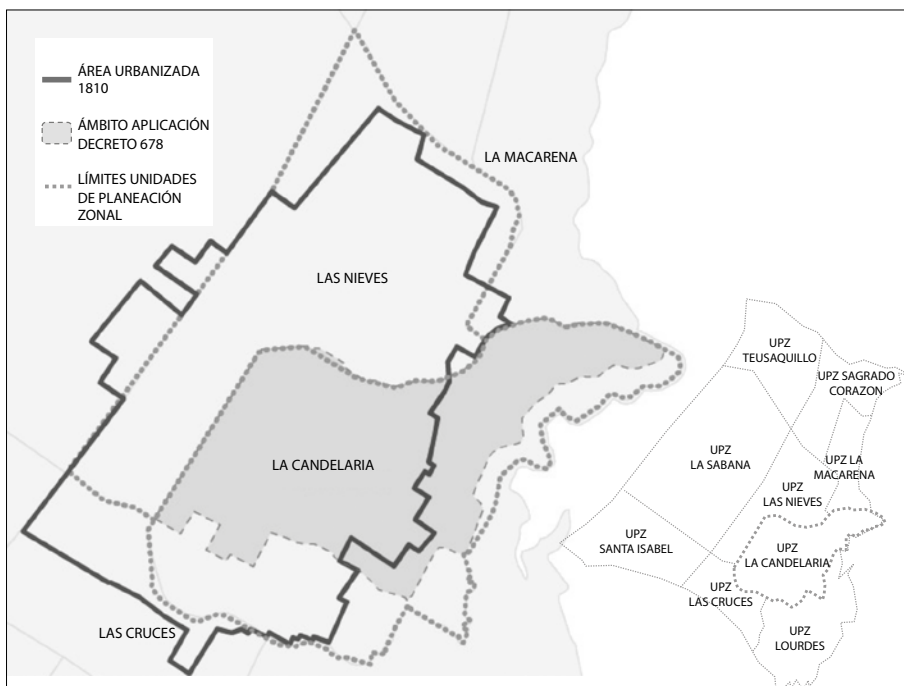 ÁREA URBANIZADA
1810
ÁMBITO APLICACIÓN
DECRETO 678
LÍMITES UNIDADES
DE PLANEACIÓN
ZONAL
LA MACARENA
LAS NIEVES
LA CANDELARIA
LAS CRUCES
UPZ
TEUSAQUILLO
UPZ SAGRADO
CORAZON
UPZ
LA SABANA
UPZ LA
MACARENA
UPZ
LAS NIEVES
UPZ
SANTA ISABEL
UPZ
LA CANDELARIA
UPZ
LAS CRUCES
UPZ
LOURDES